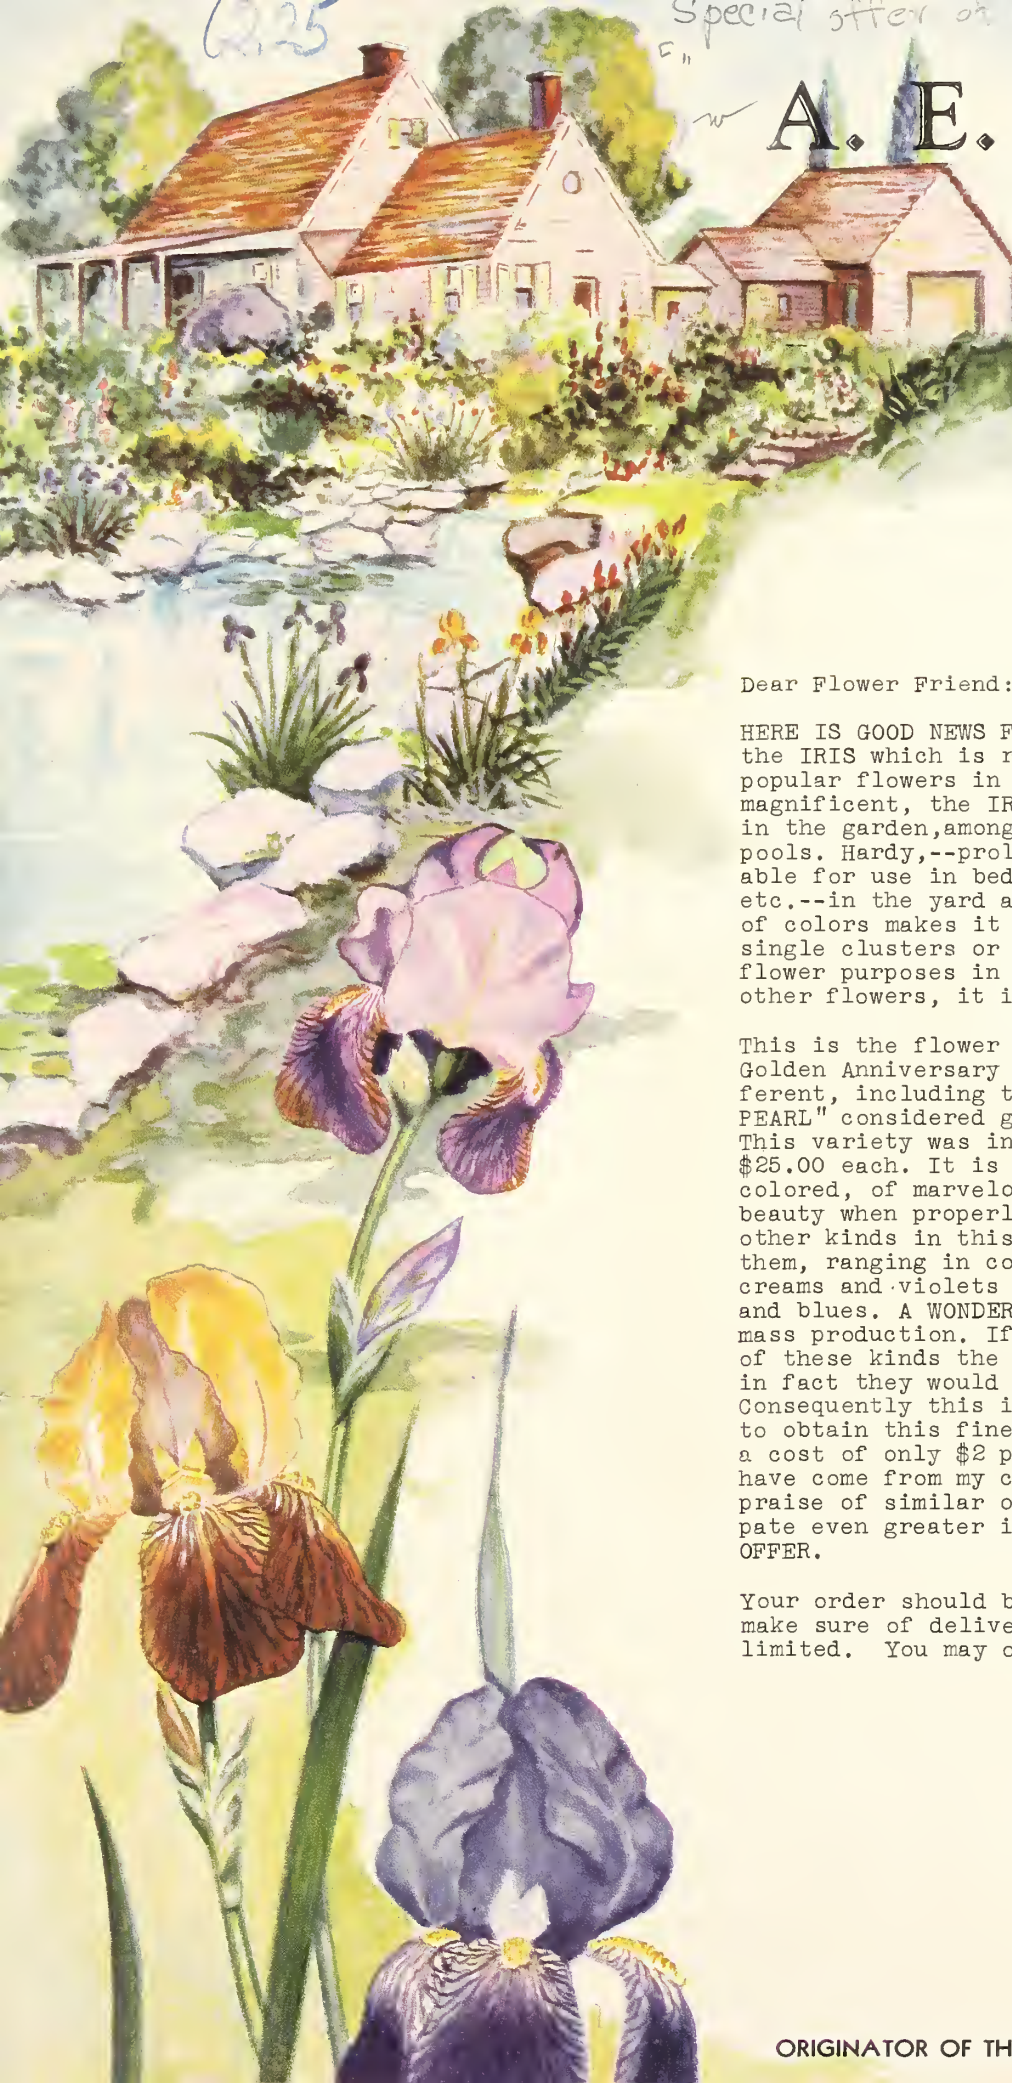 62.25
Special offer on
A. E.
Dear Flower Friend:
HERE IS GOOD NEWS F
the IRIS which is r
popular flowers in
magnificent, the IR
in the garden,among
pools. Hardy,--prol
able for use in bed
etc.--in the yard a
of colors makes it
single clusters or
flower purposes in
other flowers, it i
This is the flower
Golden Anniversary
ferent, including t
PEARL" considered g
This variety was in
$25.00 each. It is
colored, of marvelo
beauty when properl
other kinds in this
them, ranging in co
creams and violets
and blues. A WONDER
mass production. If
of these kinds the
in fact they would
Consequently this i
to obtain this fine
a cost of only $2 p
have come from my c
praise of similar o
pate even greater i
OFFER.
Your order should b
make sure of delive
limited.  You may o
ORIGINATOR OF TH